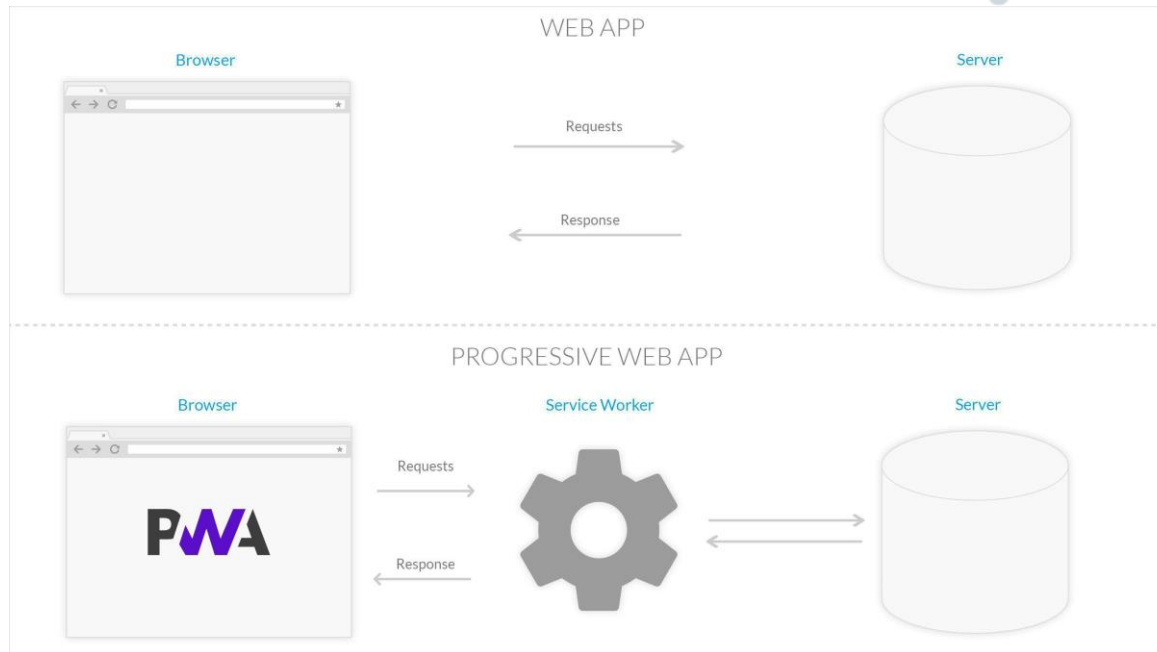 WEB APP
Browser
Server
Requests
Response
PROGRESSIVE WEB APP
Browser
Service Worker
Server
Requests
PWA
Response